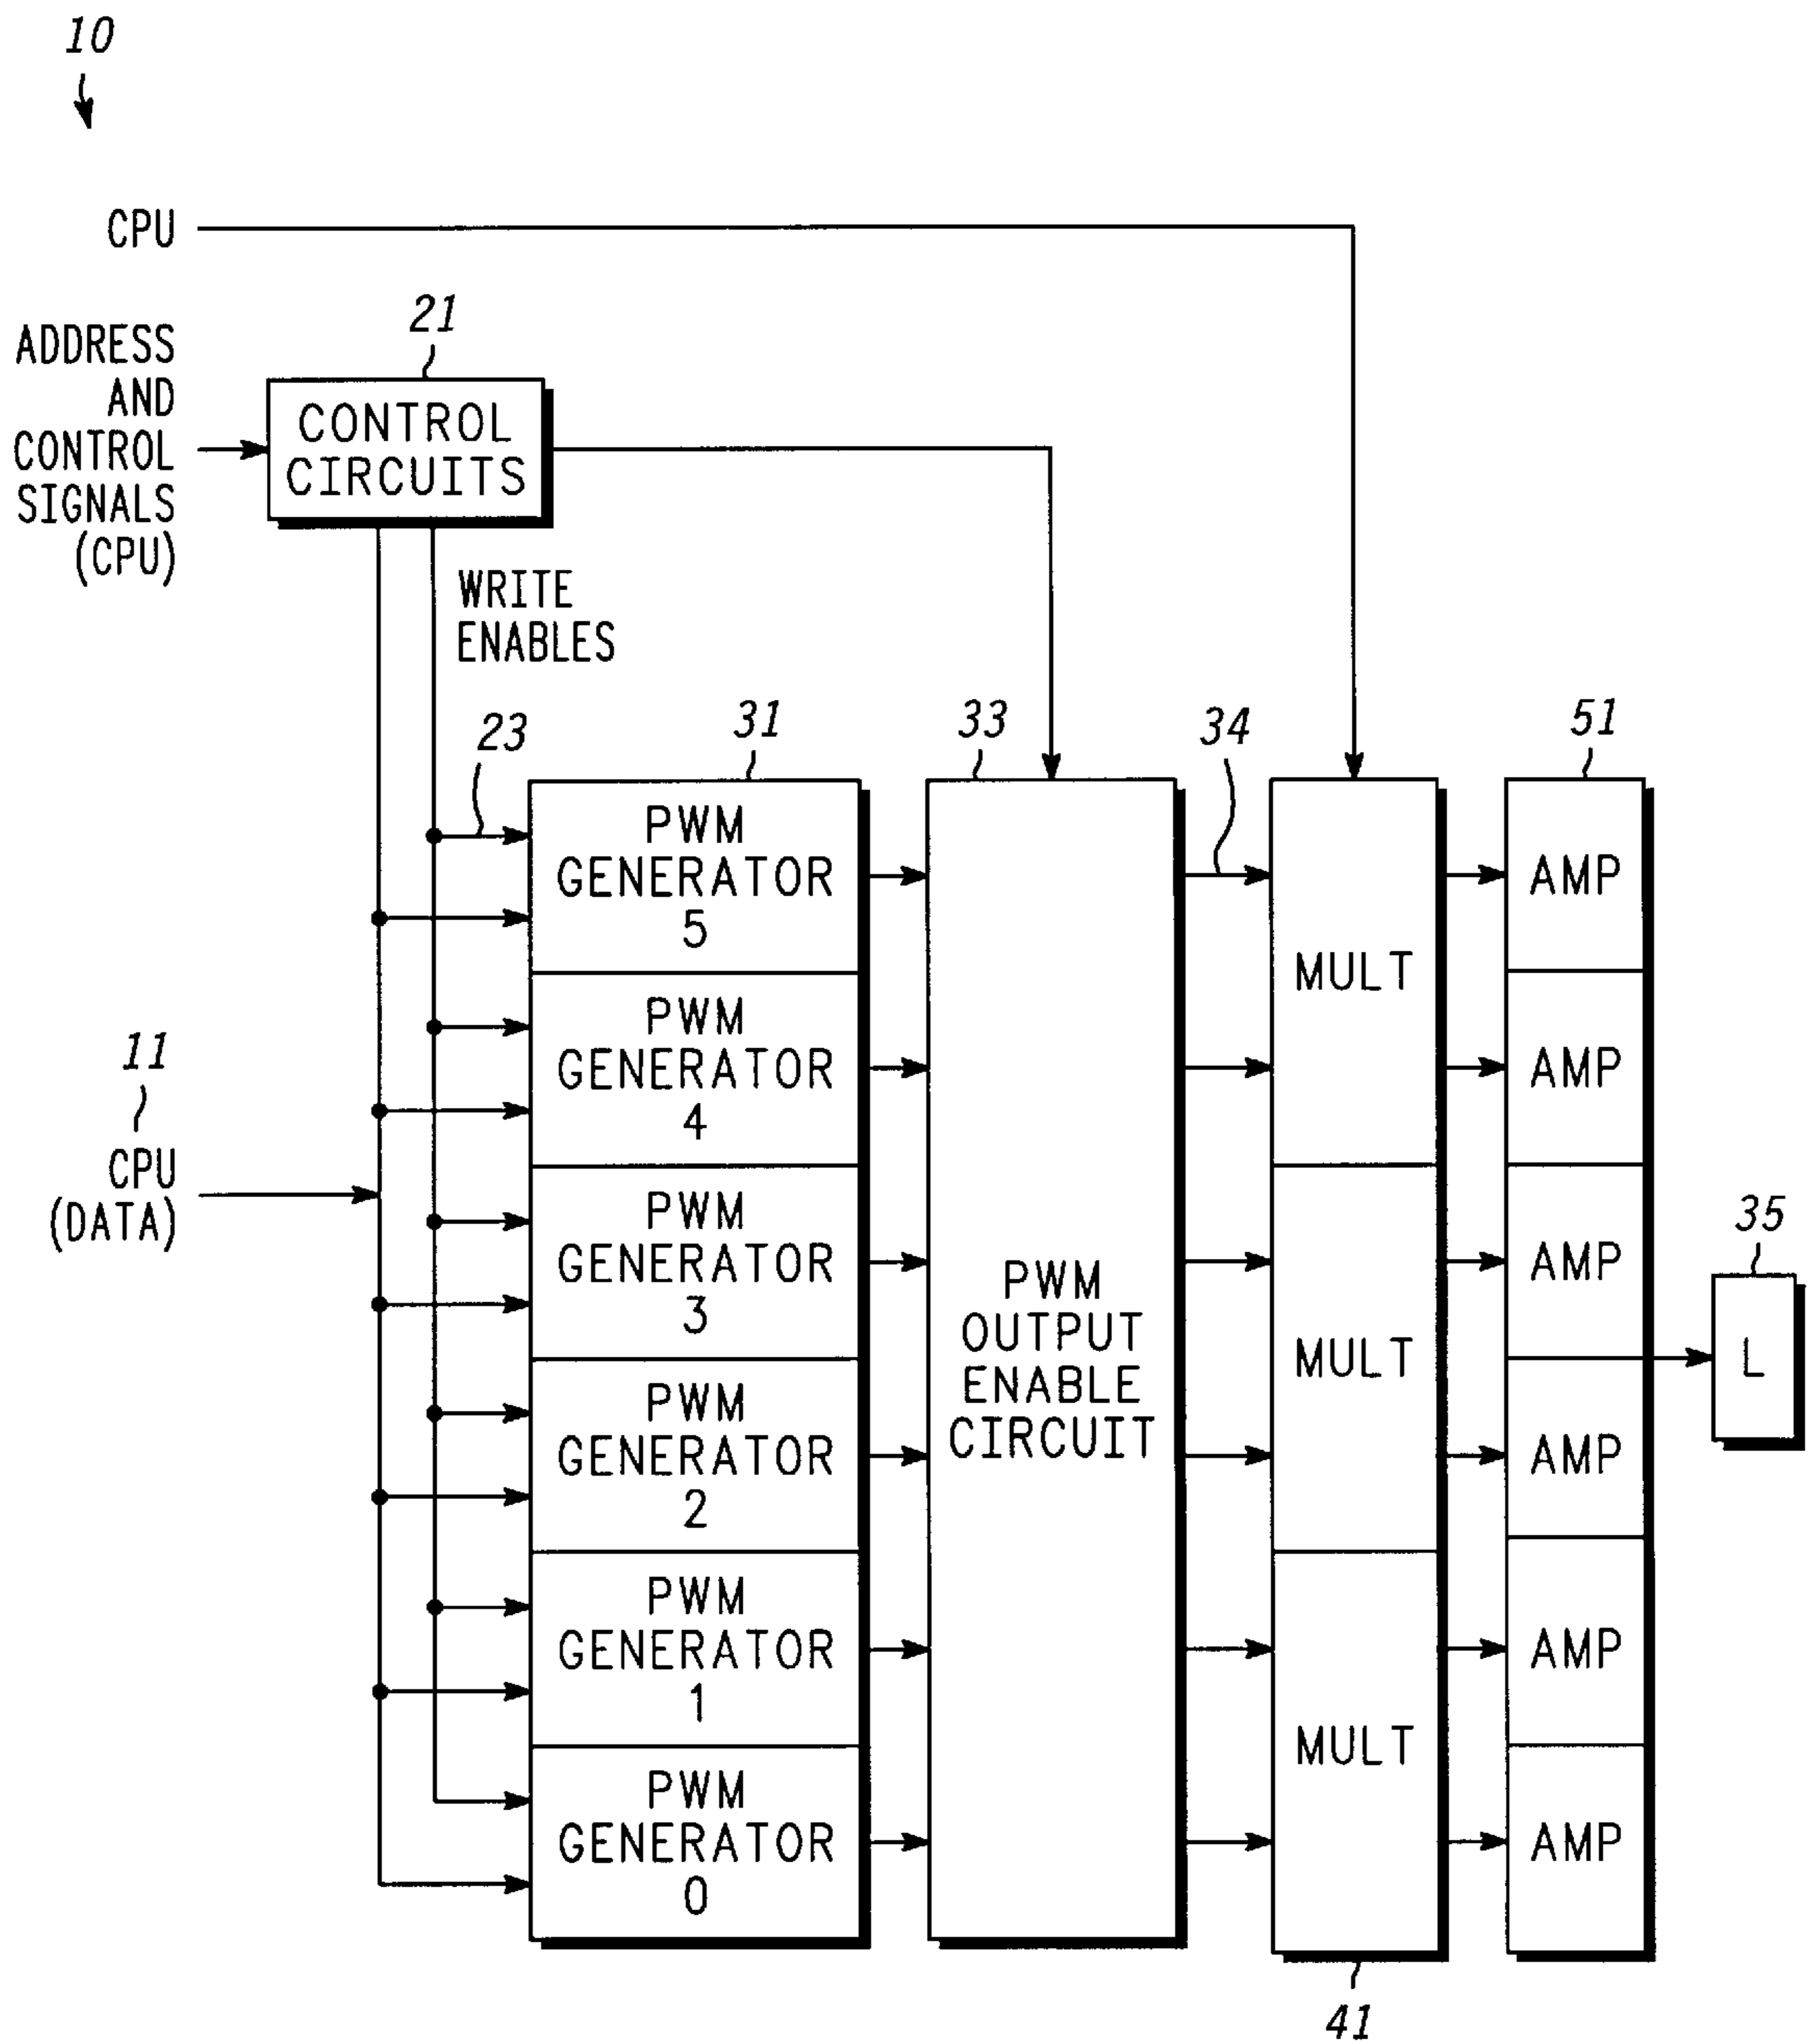 10
CPU
21
ADDRESS
AND
CONTROL
SIGNALS
(CPU)
CONTROL
CIRCUITS
WRITE
ENABLES
23
31
33
34
51
PWM
GENERATOR
5
PWM
GENERATOR
4
PWM
GENERATOR
3
PWM
GENERATOR
2
PWM
GENERATOR
1
PWM
GENERATOR
0
11
CPU
(DATA)
PWM
OUTPUT
ENABLE
CIRCUIT
MULT
MULT
MULT
41
AMP
AMP
AMP
AMP
AMP
AMP
35
L